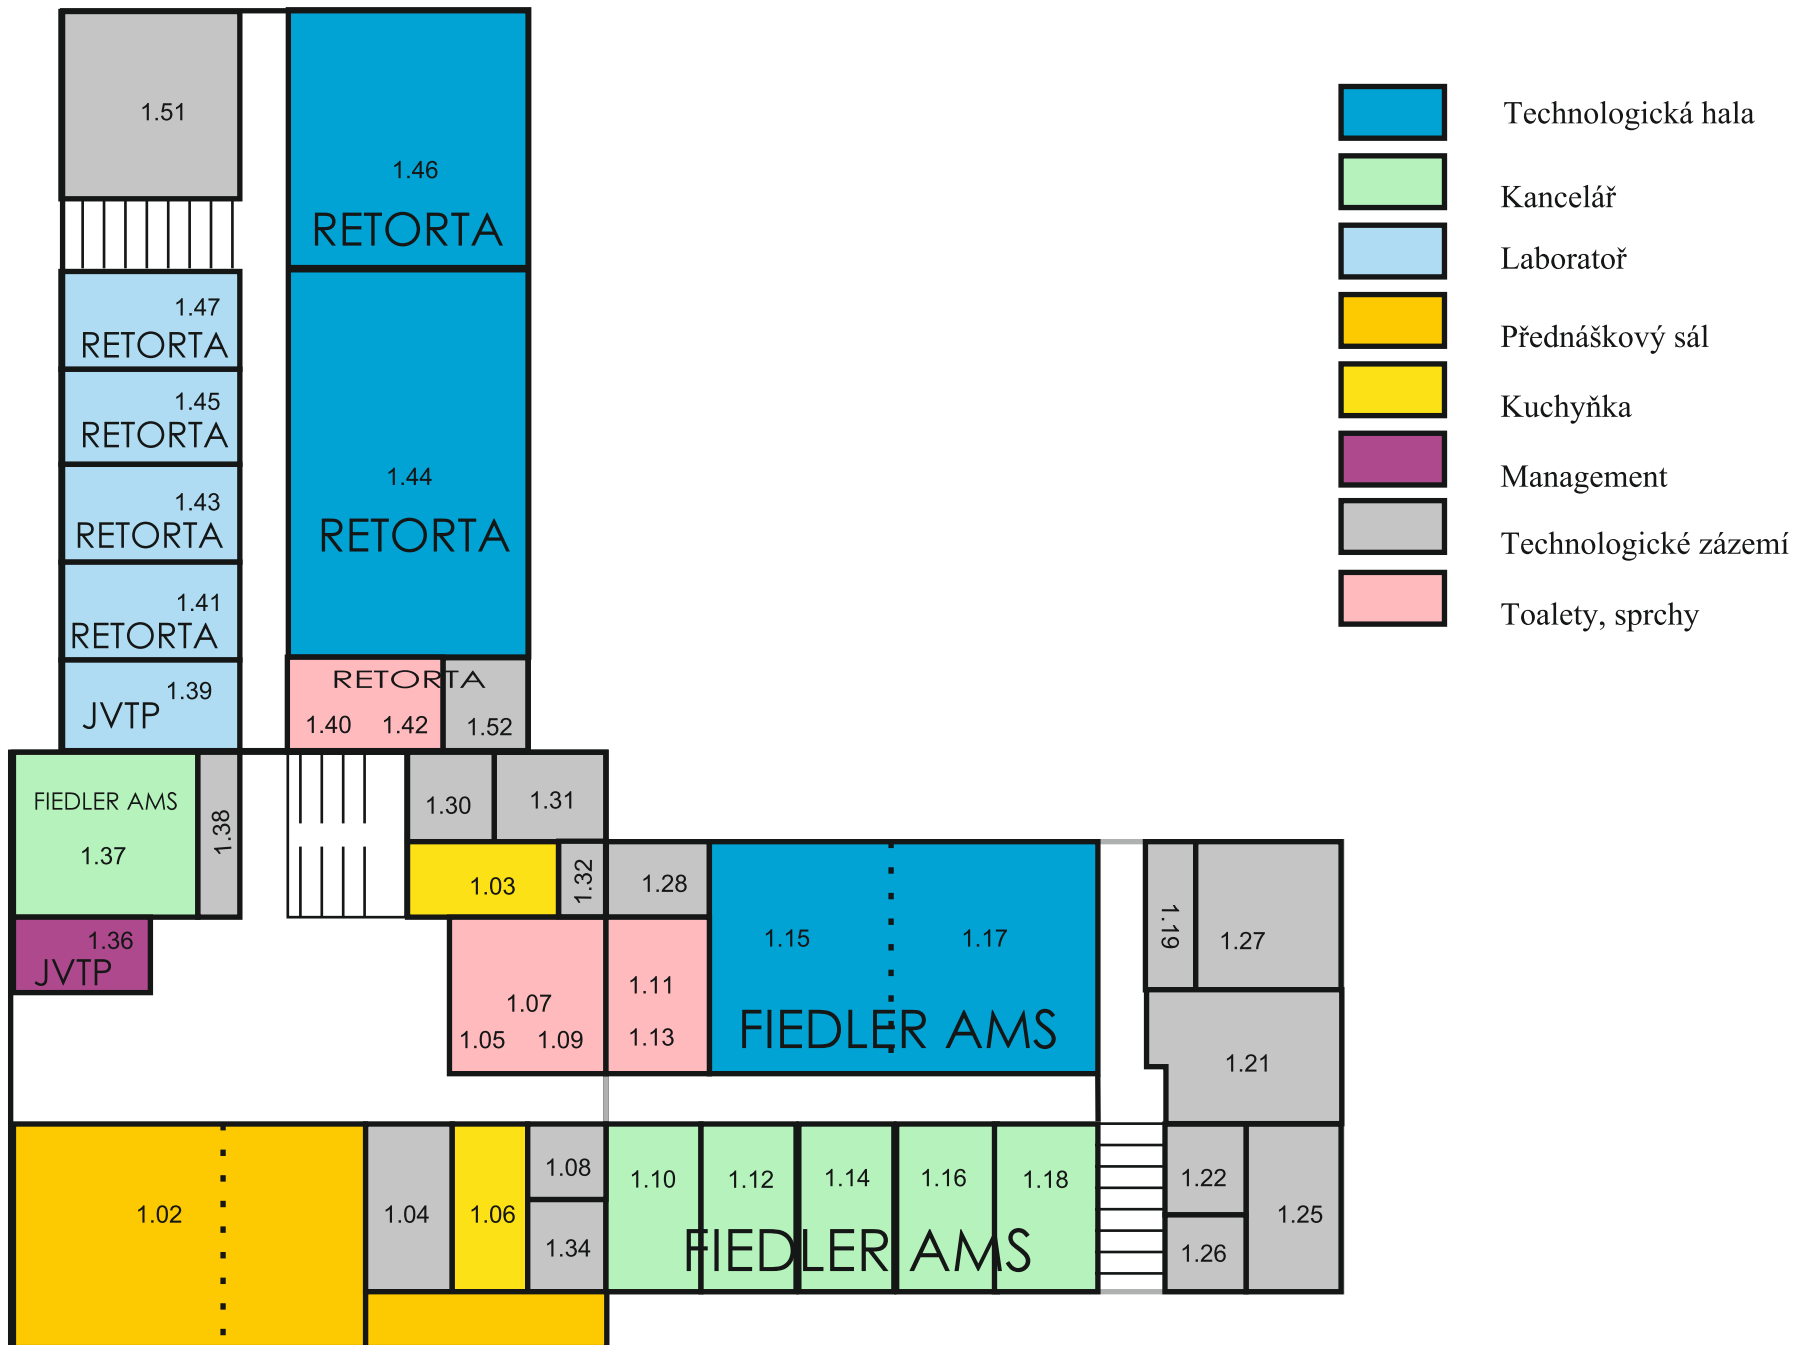 1.51
1.46
RETORTA
1.47
RETORTA
1.45
RETORTA
1.43
RETORTA
1.41
RETORTA
1.39
JVTP
1.44
RETORTA
RETORTA
1.40 1.42
1.52
FIEDLER AMS
1.37
1.38
1.36
JVTP
1.30
1.31
1.03
1.32
1.28
1.07
1.05 1.09
1.11
1.13
1.15 1.17
FIEDLER AMS
1.19
1.27
1.21
1.02
1.04
1.06
1.08
1.34
1.10 1.12 1.14 1.16 1.18
FIEDLER AMS
1.22
1.26
1.25
Technologická hala
Kancelář
Laboratoř
Přednáškový sál
Kuchyňka
Management
Technologické zázemí
Toalety, sprchy